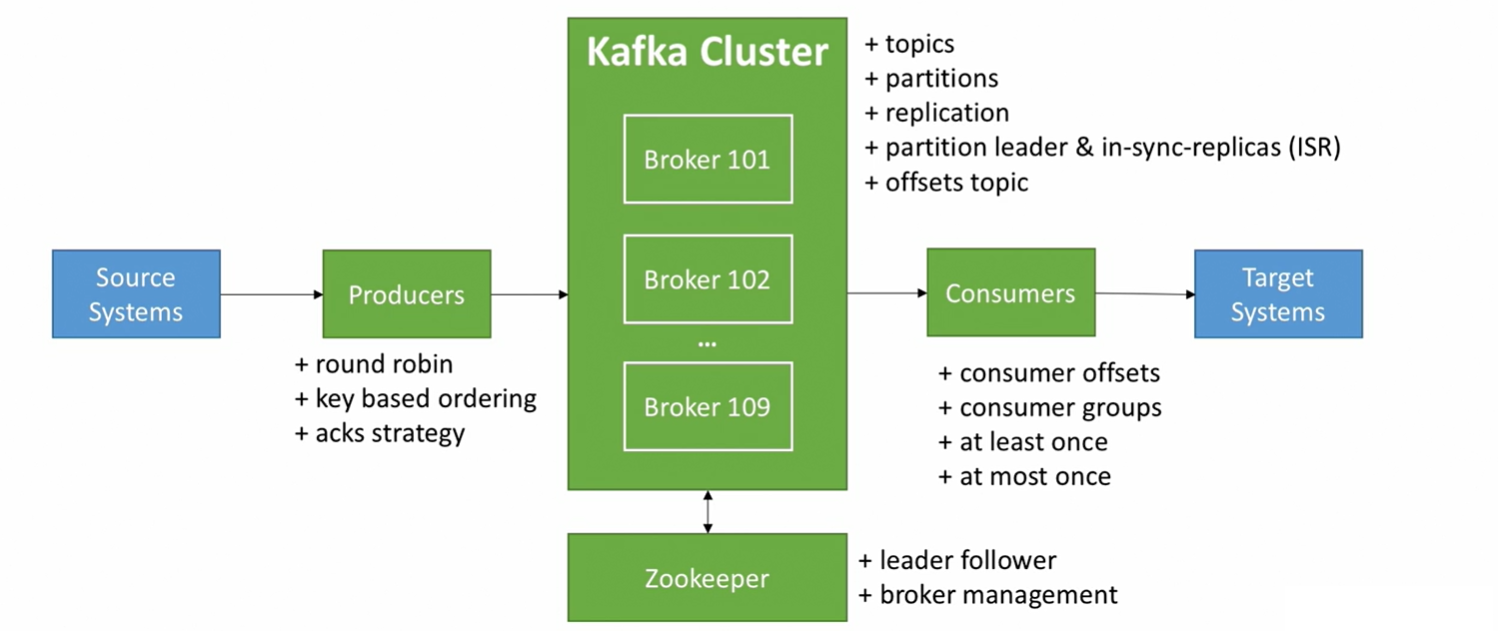 Kafka Cluster
Broker 101
Broker 102
...
Broker 109
+ topics
+ partitions
+ replication
+ partition leader & in-sync-replicas (ISR)
+ offsets topic
Source
Systems
Producers
+ round robin
+ key based ordering
+ acks strategy
Consumers
+ consumer offsets
+ consumer groups
+ at least once
+ at most once
Target
Systems
Zookeeper
+ leader follower
+ broker management